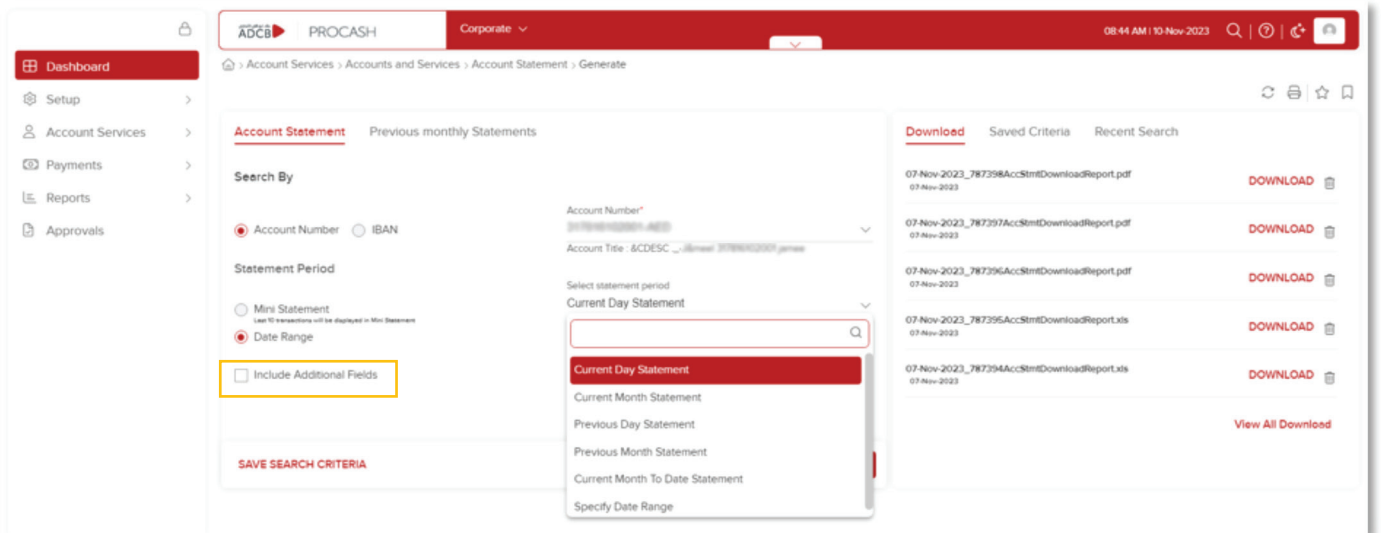 ADCB PROCASH
Corporate
08:44 AM | 10-Nov-2023
Dashboard
Setup
Account Services
Payments
Reports
Approvals
Account Services > Accounts and Services > Account Statement > Generate
Account Statement Previous monthly Statements
Search By
Account Number IBAN
Account Number*
Account Title : &CDESC
Statement Period
Mini Statement
Last 10 transactions will be displayed in Mini Statement
Date Range
Include Additional Fields
Select statement period
Current Day Statement
Current Day Statement
Current Month Statement
Previous Day Statement
Previous Month Statement
Current Month To Date Statement
Specify Date Range
SAVE SEARCH CRITERIA
Download Saved Criteria Recent Search
07-Nov-2023_787398AccStmtDownloadReport.pdf DOWNLOAD
07-Nov-2023
07-Nov-2023_787397AccStmtDownloadReport.pdf DOWNLOAD
07-Nov-2023
07-Nov-2023_787396AccStmtDownloadReport.pdf DOWNLOAD
07-Nov-2023
07-Nov-2023_787395AccStmtDownloadReport.xls DOWNLOAD
07-Nov-2023
07-Nov-2023_787394AccStmtDownloadReport.xls DOWNLOAD
07-Nov-2023
View All Download